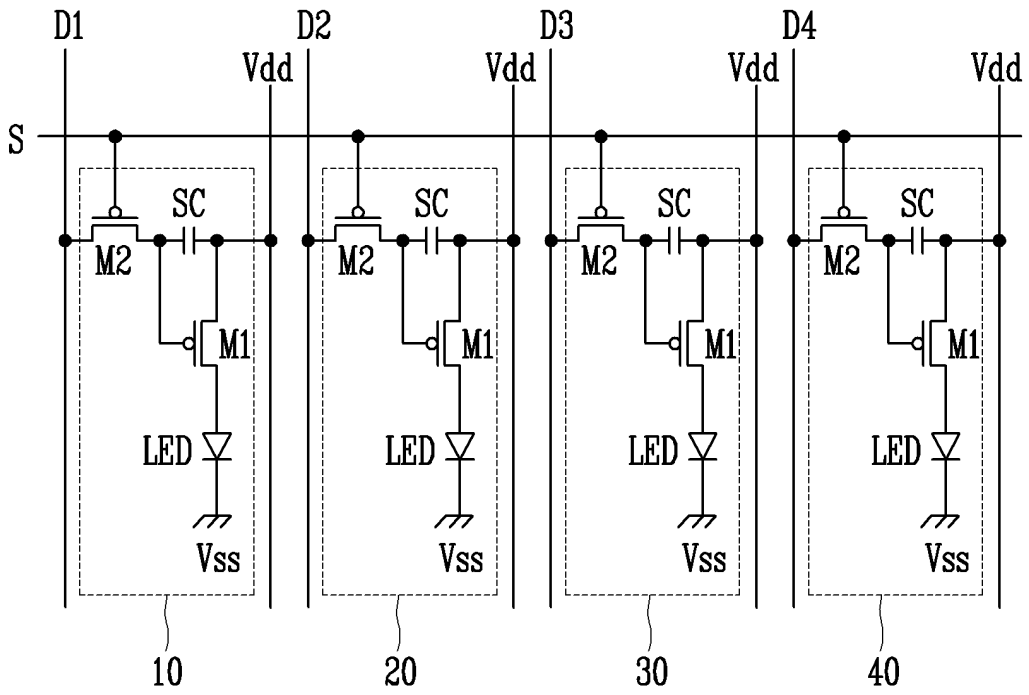 D1 D2 D3 D4
Vdd Vdd Vdd Vdd
S
SC SC SC SC
M2 M2 M2 M2
M1 M1 M1 M1
LED LED LED LED
Vss Vss Vss Vss
10 20 30 40